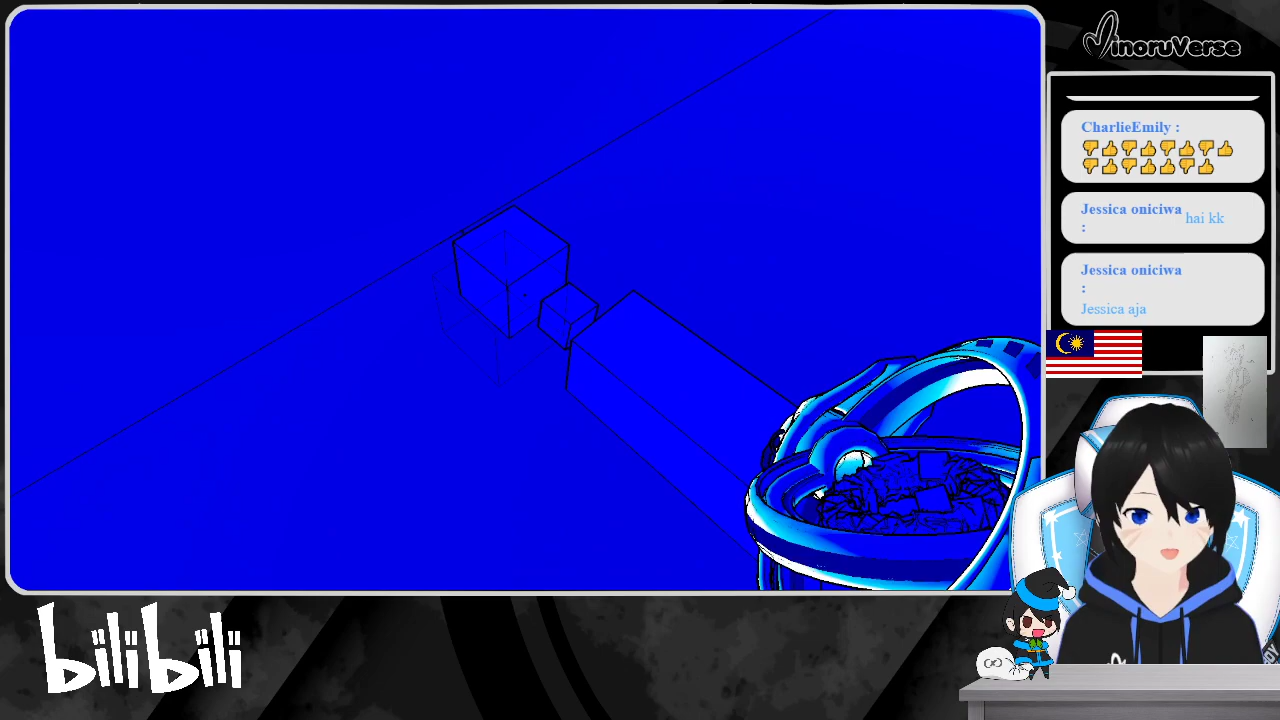 MinoruVerse
CharlieEmily :
👎👍👎👍👎👍👎👍
👎👍👎👍👍👎👍
Jessica oniciwa
: hai kk
Jessica oniciwa
:
Jessica aja
bilibili